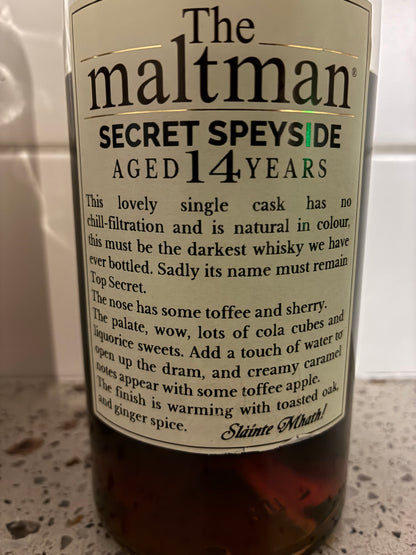 The
maltman®
SECRET SPEYSIDE
AGED 14 YEARS
This lovely single cask has no
chill-filtration and is natural in colour,
this must be the darkest whisky we have
ever bottled. Sadly its name must remain
Top Secret.
The nose has some toffee and sherry.
The palate, wow, lots of cola cubes and
liquorice sweets. Add a touch of water to
open up the dram, and creamy caramel
notes appear with some toffee apple.
The finish is warming with toasted oak,
and ginger spice.
Sláinte Mhath!